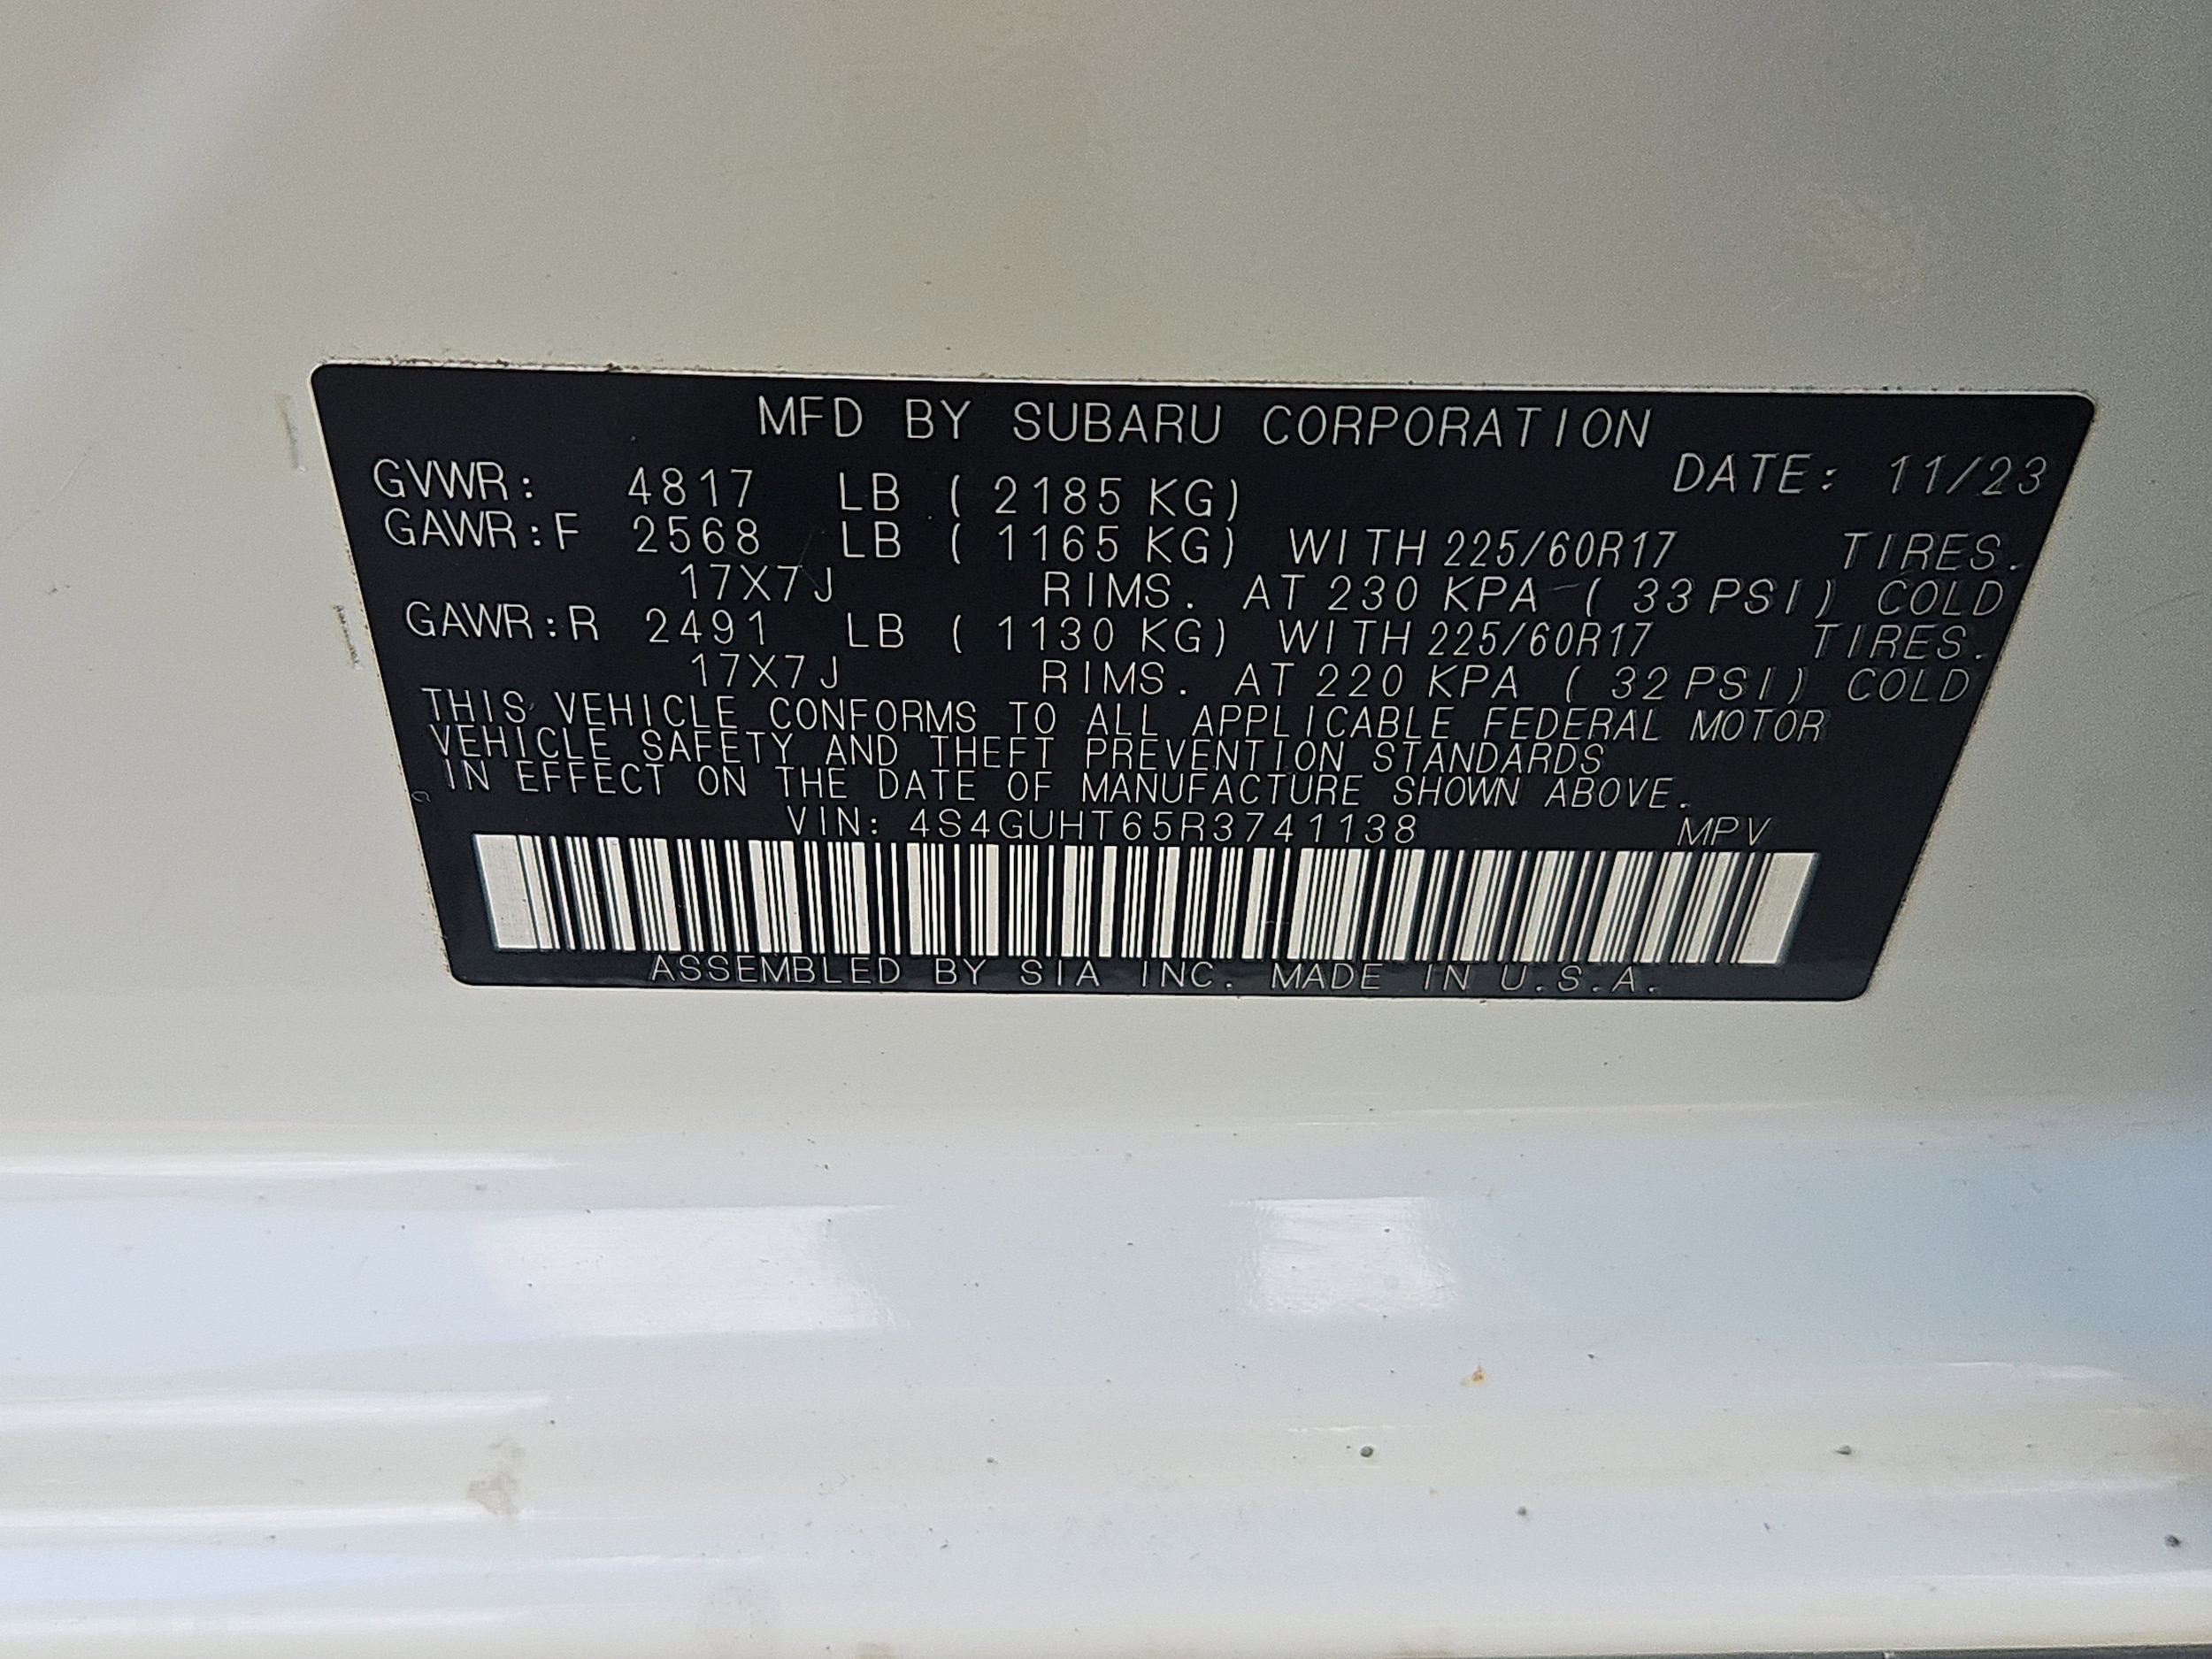 MFD BY SUBARU CORPORATION
DATE: 11/23
GVWR: 4817 LB ( 2185 KG)
GAWR:F 2568 LB ( 1165 KG) WITH 225/60R17 TIRES.
17X7J RIMS. AT 230 KPA ( 33 PSI) COLD
GAWR:R 2491 LB ( 1130 KG) WITH 225/60R17 TIRES.
17X7J RIMS. AT 220 KPA ( 32 PSI) COLD
THIS VEHICLE CONFORMS TO ALL APPLICABLE FEDERAL MOTOR
VEHICLE SAFETY AND THEFT PREVENTION STANDARDS
IN EFFECT ON THE DATE OF MANUFACTURE SHOWN ABOVE.
VIN: 4S4GUHT65R3741138 MPV
ASSEMBLED BY SIA INC. MADE IN U.S.A.